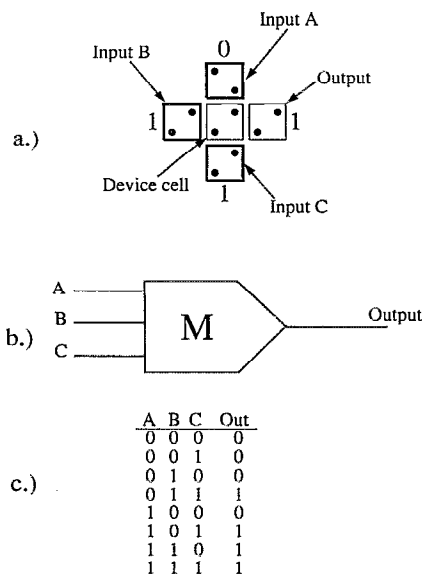 Input A
0
Input B
Output
1
1
a.)
Device cell
1
Input C
A
B
M
Output
b.)
C
A B C Out
0 0 0 0
0 0 1 0
0 1 0 0
c.)
0 1 1 1
1 0 0 0
1 0 1 1
1 1 0 1
1 1 1 1